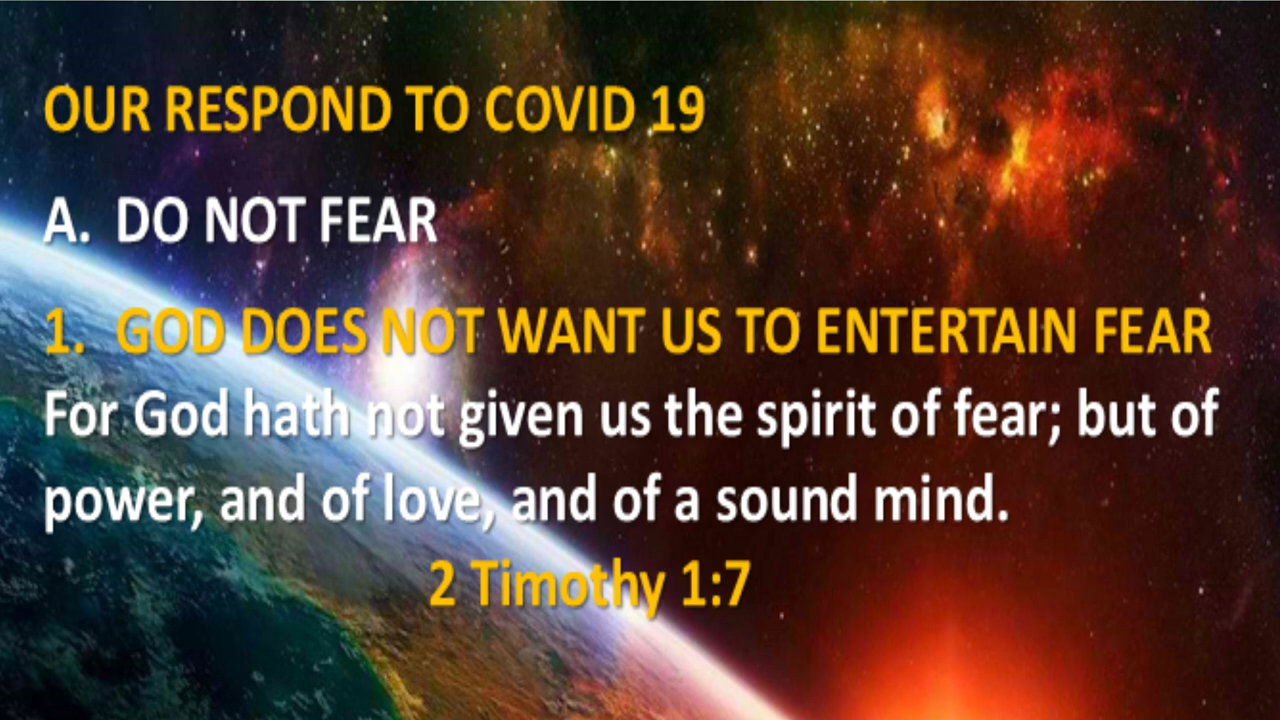 OUR RESPOND TO COVID 19
A. DO NOT FEAR
1. GOD DOES NOT WANT US TO ENTERTAIN FEAR
For God hath not given us the spirit of fear; but of
power, and of love, and of a sound mind.
2 Timothy 1:7